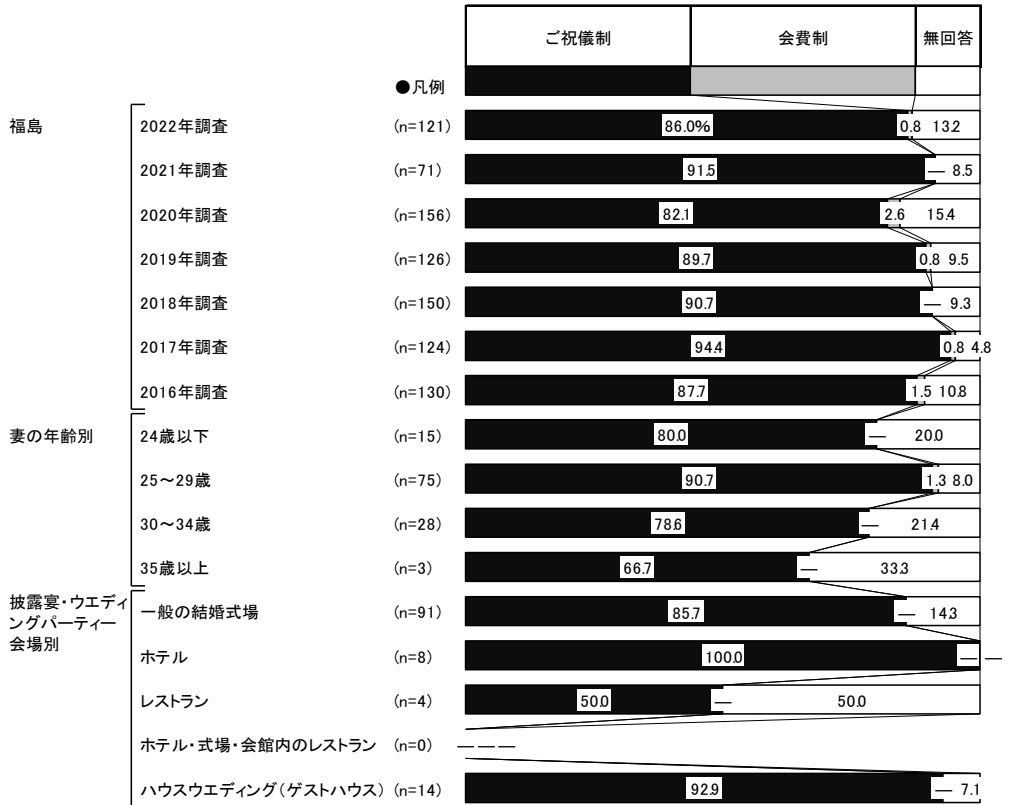 ご祝儀制 会費制 無回答
●凡例
福島 2022年調査 (n=121) 86.0% 0.8 13.2
2021年調査 (n=71) 91.5 — 8.5
2020年調査 (n=156) 82.1 2.6 15.4
2019年調査 (n=126) 89.7 0.8 9.5
2018年調査 (n=150) 90.7 — 9.3
2017年調査 (n=124) 94.4 0.8 4.8
2016年調査 (n=130) 87.7 1.5 10.8
妻の年齢別 24歳以下 (n=15) 80.0 — 20.0
25～29歳 (n=75) 90.7 1.3 8.0
30～34歳 (n=28) 78.6 — 21.4
35歳以上 (n=3) 66.7 — 33.3
披露宴・ウエディ
ングパーティー
会場別
一般の結婚式場 (n=91) 85.7 — 14.3
ホテル (n=8) 100.0 — —
レストラン (n=4) 50.0 — 50.0
ホテル・式場・会館内のレストラン (n=0) — — —
ハウスウエディング（ゲストハウス） (n=14) 92.9 — 7.1